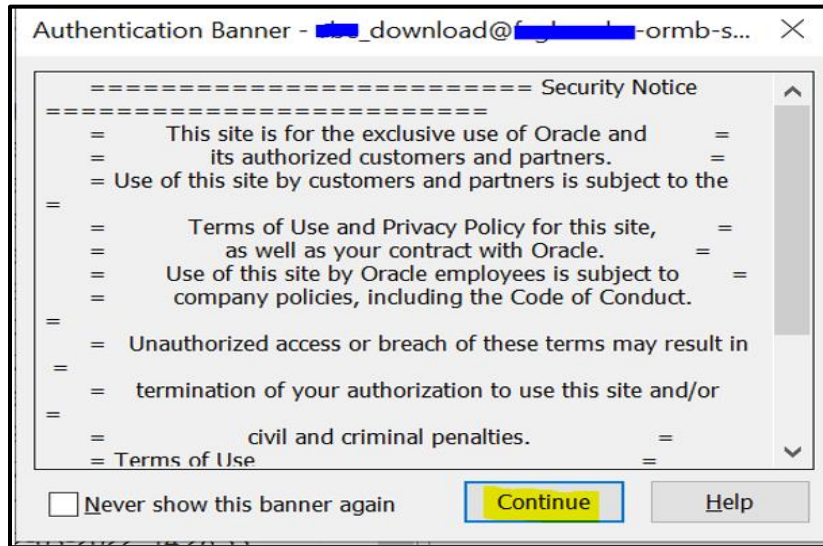 Authentication Banner - _download@ -ormb-s...
========================= Security Notice
=========================
= This site is for the exclusive use of Oracle and =
= its authorized customers and partners. =
= Use of this site by customers and partners is subject to the
=
= Terms of Use and Privacy Policy for this site, =
= as well as your contract with Oracle. =
= Use of this site by Oracle employees is subject to =
= company policies, including the Code of Conduct.
=
= Unauthorized access or breach of these terms may result in
=
= termination of your authorization to use this site and/or
=
= civil and criminal penalties. =
= Terms of Use =
Never show this banner again
Continue
Help